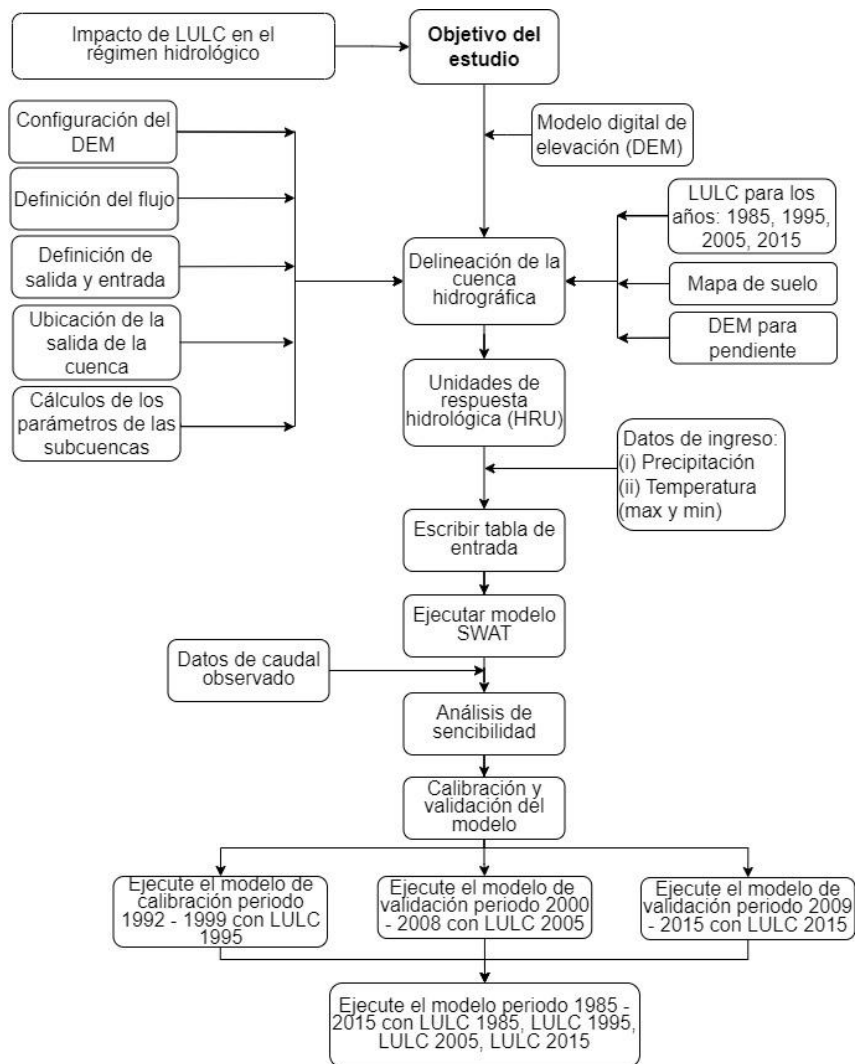 Impacto de LULC en el
régimen hidrológico
Objetivo del
estudio
Configuración del
DEM
Modelo digital de
elevación (DEM)
Definición del flujo
LULC para los
años: 1985, 1995,
2005, 2015
Definición de
salida y entrada
Delineación de la
cuenca
hidrográfica
Mapa de suelo
Ubicación de la
salida de la
cuenca
DEM para
pendiente
Cálculos de los
parámetros de las
subcuencas
Unidades de
respuesta
hidrológica (HRU)
Datos de ingreso:
(i) Precipitación
(ii) Temperatura
(max y min)
Escribir tabla de
entrada
Ejecutar modelo
SWAT
Datos de caudal
observado
Análisis de
sencibilidad
Calibración y
validación del
modelo
Ejecute el modelo de
calibración periodo
1992 - 1999 con LULC
1995
Ejecute el modelo de
validación periodo 2000
- 2008 con LULC 2005
Ejecute el modelo de
validación periodo 2009
- 2015 con LULC 2015
Ejecute el modelo periodo 1985 -
2015 con LULC 1985, LULC 1995,
LULC 2005, LULC 2015